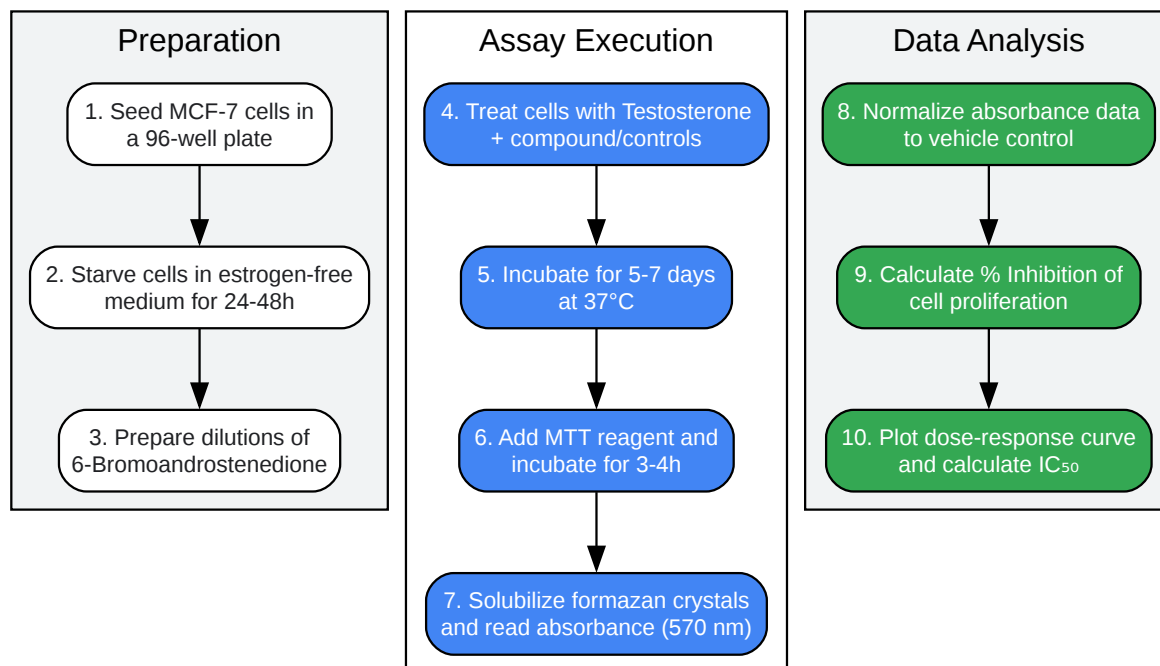 Preparation
1. Seed MCF-7 cells in
a 96-well plate
2. Starve cells in estrogen-free
medium for 24-48h
3. Prepare dilutions of
6-Bromoandrostenedione
Assay Execution
4. Treat cells with Testosterone
+ compound/controls
5. Incubate for 5-7 days
at 37°C
6. Add MTT reagent and
incubate for 3-4h
7. Solubilize formazan crystals
and read absorbance (570 nm)
Data Analysis
8. Normalize absorbance data
to vehicle control
9. Calculate % Inhibition of
cell proliferation
10. Plot dose-response curve
and calculate IC₅₀